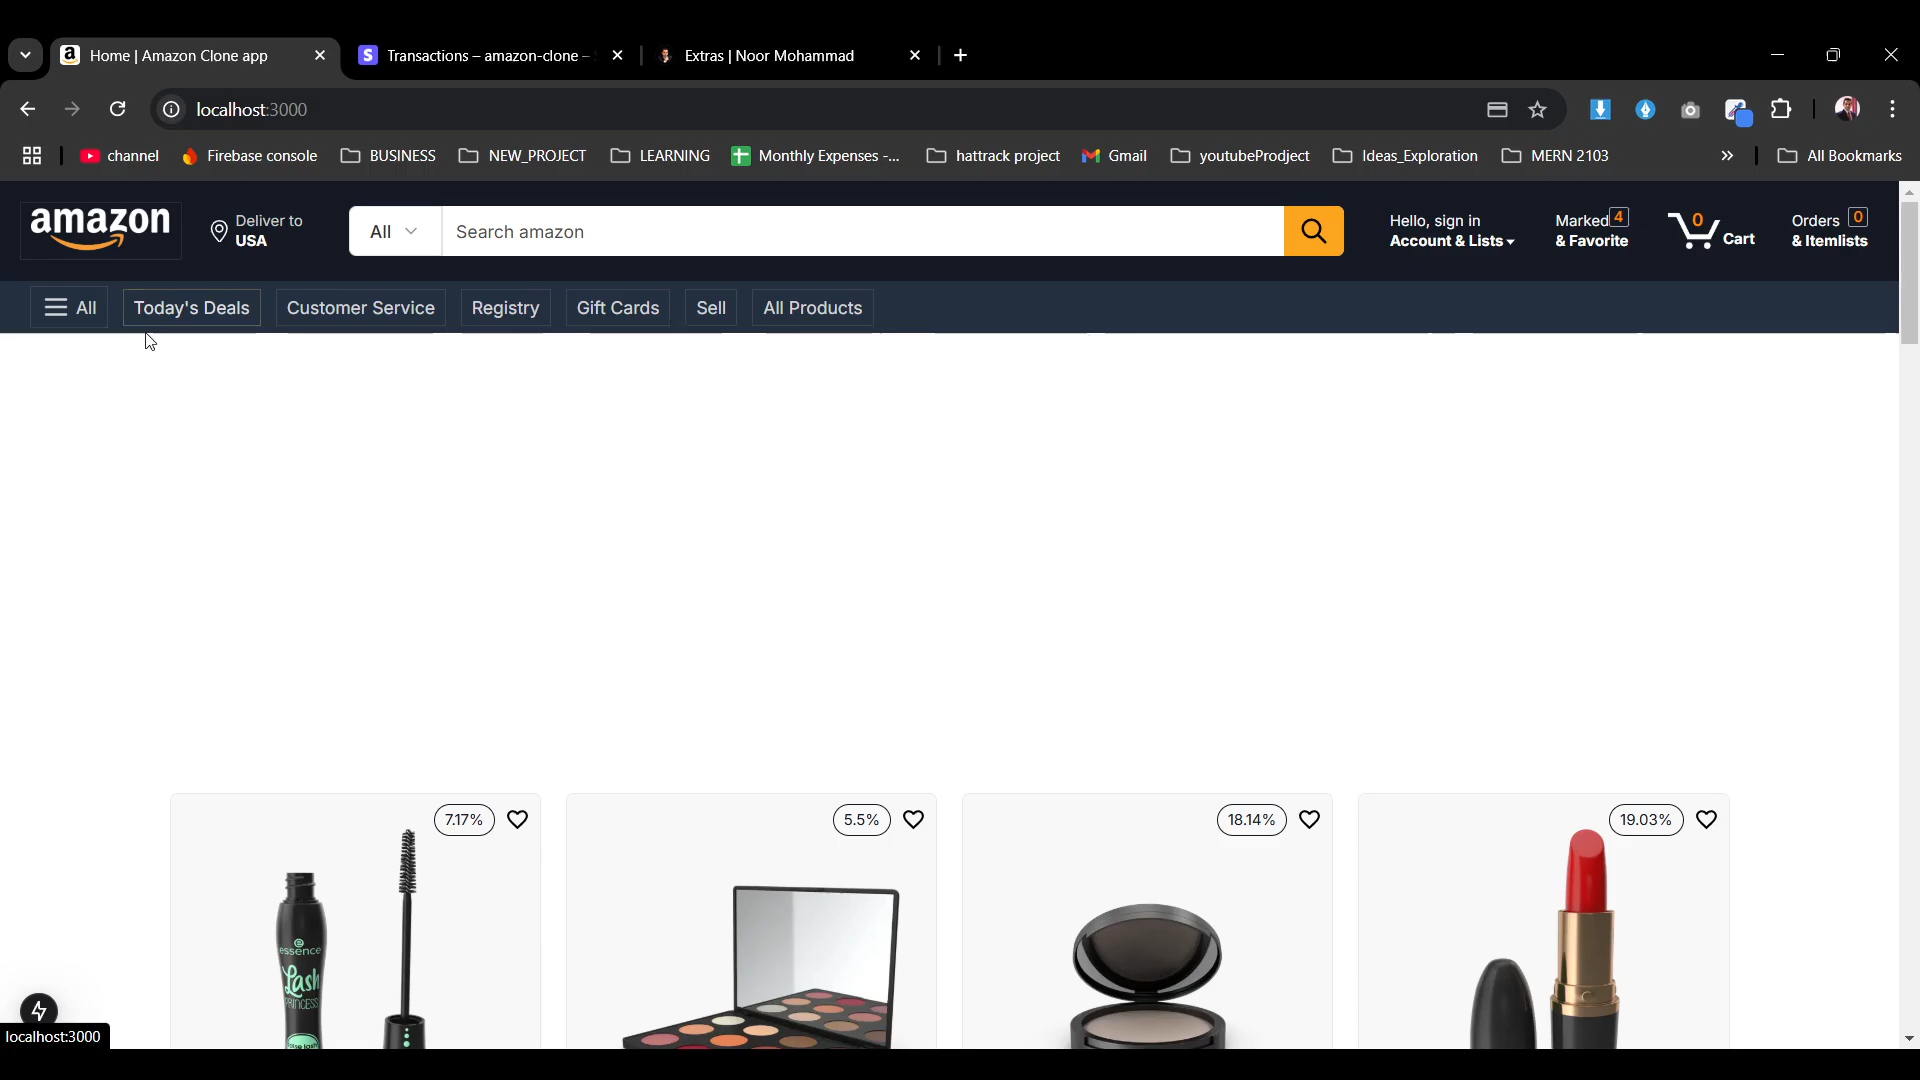 Home | Amazon Clone app
Transactions – amazon-clone –
Extras | Noor Mohammad
localhost:3000
channel
Firebase console
BUSINESS
NEW_PROJECT
LEARNING
Monthly Expenses -...
hattrack project
Gmail
youtubeProdject
Ideas_Exploration
MERN 2103
All Bookmarks
amazon
Deliver to
USA
All
Search amazon
Hello, sign in
Account & Lists
Marked 4
& Favorite
0
Cart
Orders 0
& Itemlists
All
Today's Deals
Customer Service
Registry
Gift Cards
Sell
All Products
7.17%
5.5%
18.14%
19.03%
essence
Lash
PRINCESS
localhost:3000